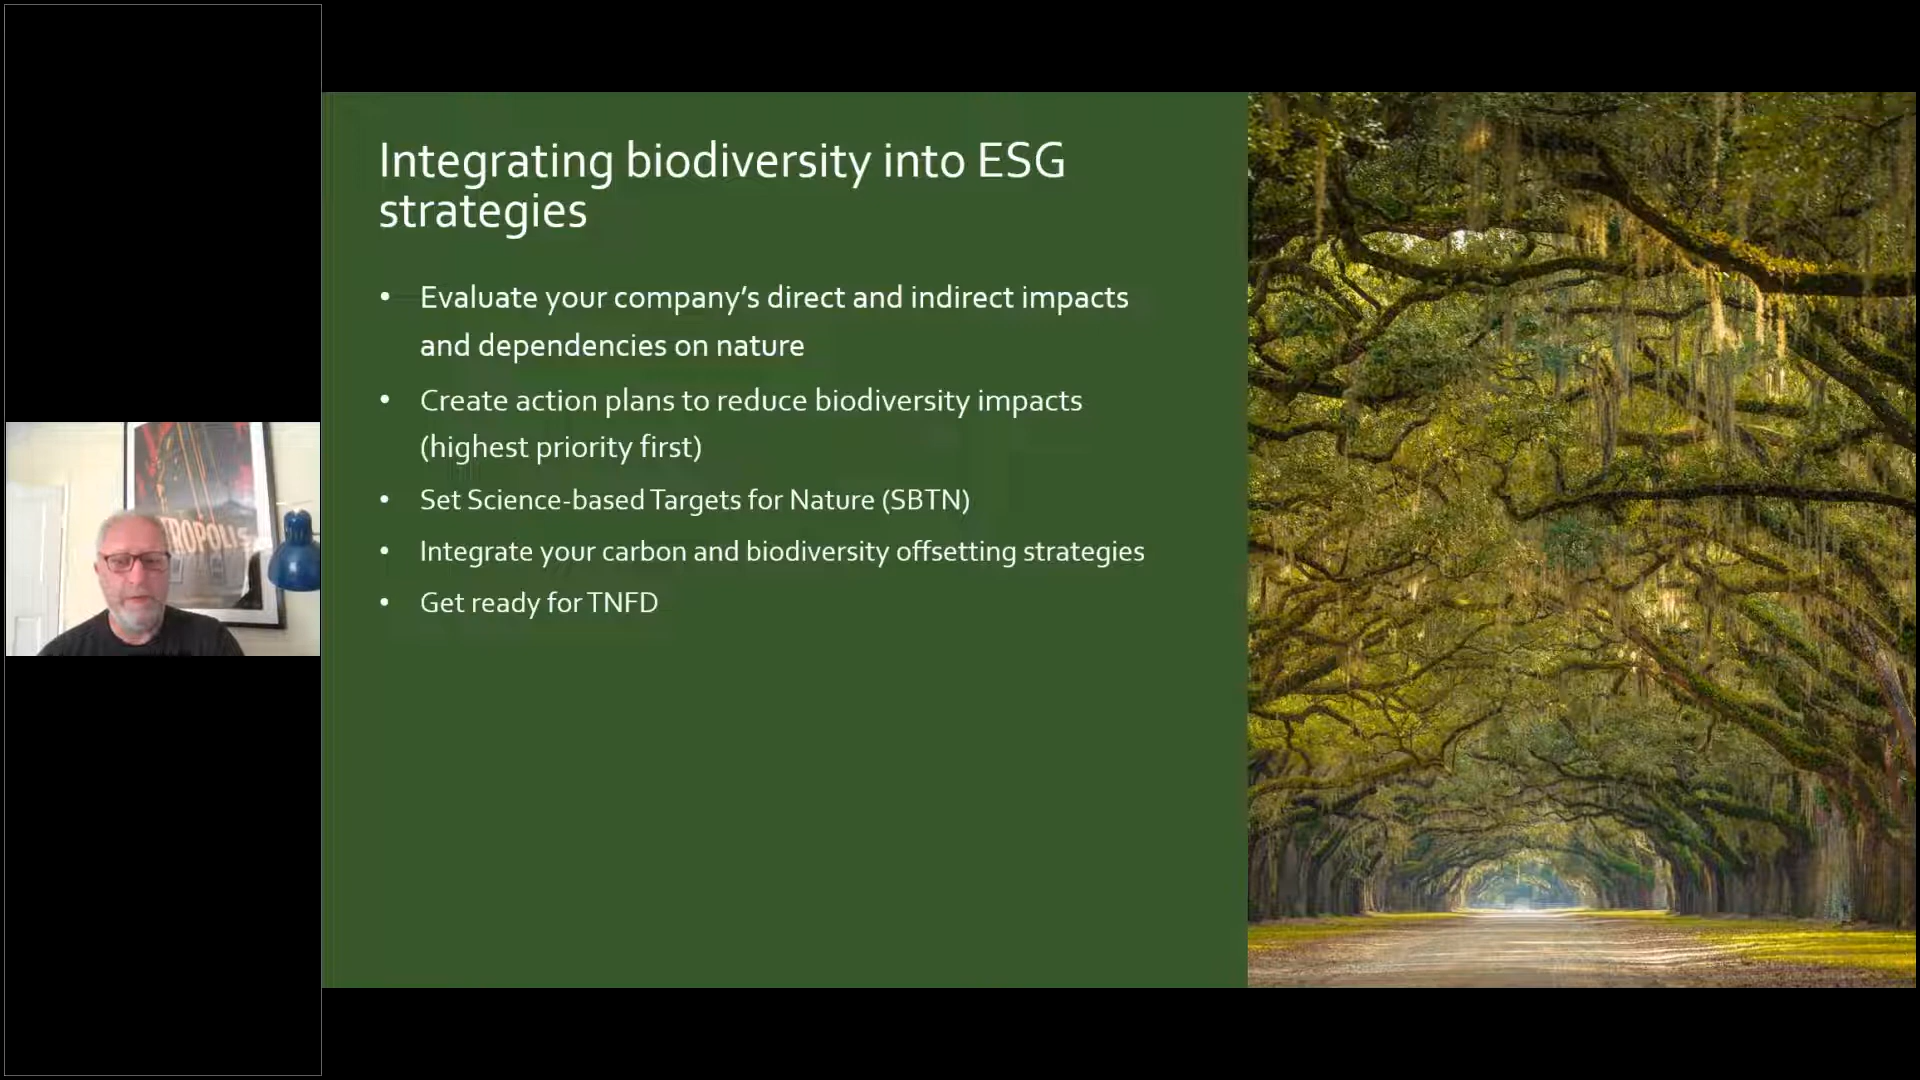 Integrating biodiversity into ESG
strategies
• Evaluate your company's direct and indirect impacts
and dependencies on nature
• Create action plans to reduce biodiversity impacts
(highest priority first)
• Set Science-based Targets for Nature (SBTN)
• Integrate your carbon and biodiversity offsetting strategies
• Get ready for TNFD
TROPOLIS